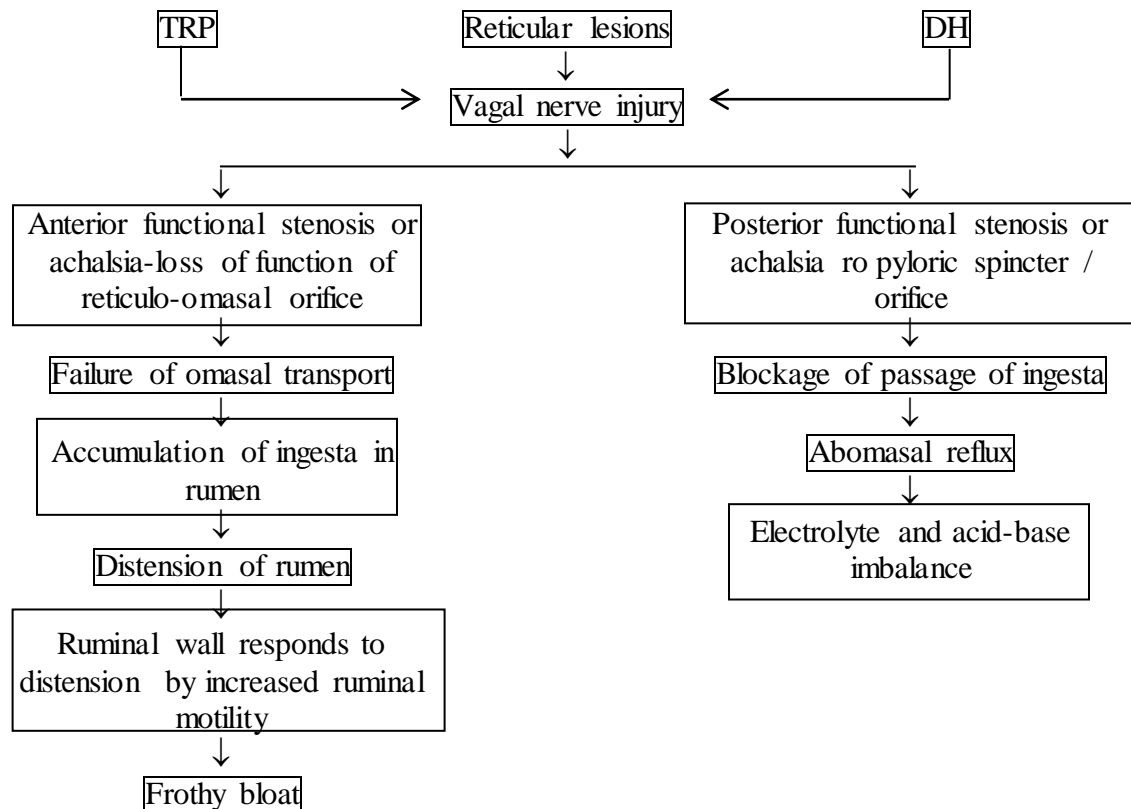 TRP
Reticular lesions
DH
Vagal nerve injury
Anterior functional stenosis or
achalsia-loss of function of
reticulo-omasal orifice
Failure of omasal transport
Accumulation of ingesta in
rumen
Distension of rumen
Ruminal wall responds to
distension by increased ruminal
motility
Frothy bloat
Posterior functional stenosis or
achalsia ro pyloric spincter /
orifice
Blockage of passage of ingesta
Abomasal reflux
Electrolyte and acid-base
imbalance